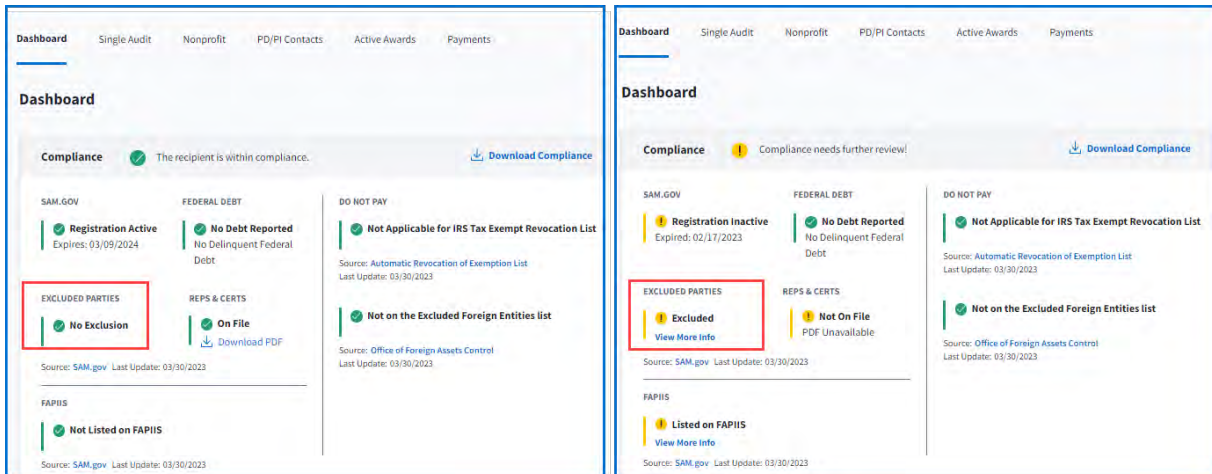 Dashboard Single Audit Nonprofit PD/PI Contacts Active Awards Payments
Dashboard
Compliance The recipient is within compliance. Download Compliance
SAM.GOV FEDERAL DEBT DO NOT PAY
Registration Active No Debt Reported Not Applicable for IRS Tax Exempt Revocation List
Expires: 03/09/2024 No Delinquent Federal
Debt
Source: Automatic Revocation of Exemption List
Last Update: 03/30/2023
EXCLUDED PARTIES REPS & CERTS
No Exclusion On File Not on the Excluded Foreign Entities list
Download PDF
Source: Office of Foreign Assets Control
Source: SAM.gov Last Update: 03/30/2023 Last Update: 03/30/2023
FAPIIS
Not Listed on FAPIIS
Source: SAM.gov Last Update: 03/30/2023
Dashboard Single Audit Nonprofit PD/PI Contacts Active Awards Payments
Dashboard
Compliance Compliance needs further review! Download Compliance
SAM.GOV FEDERAL DEBT DO NOT PAY
Registration Inactive No Debt Reported Not Applicable for IRS Tax Exempt Revocation List
Expired: 02/17/2023 No Delinquent Federal
Debt
Source: Automatic Revocation of Exemption List
Last Update: 03/30/2023
EXCLUDED PARTIES REPS & CERTS
Excluded Not On File Not on the Excluded Foreign Entities list
View More Info PDF Unavailable
Source: Office of Foreign Assets Control
Source: SAM.gov Last Update: 03/30/2023 Last Update: 03/30/2023
FAPIIS
Listed on FAPIIS
View More Info
Source: SAM.gov Last Update: 03/30/2023